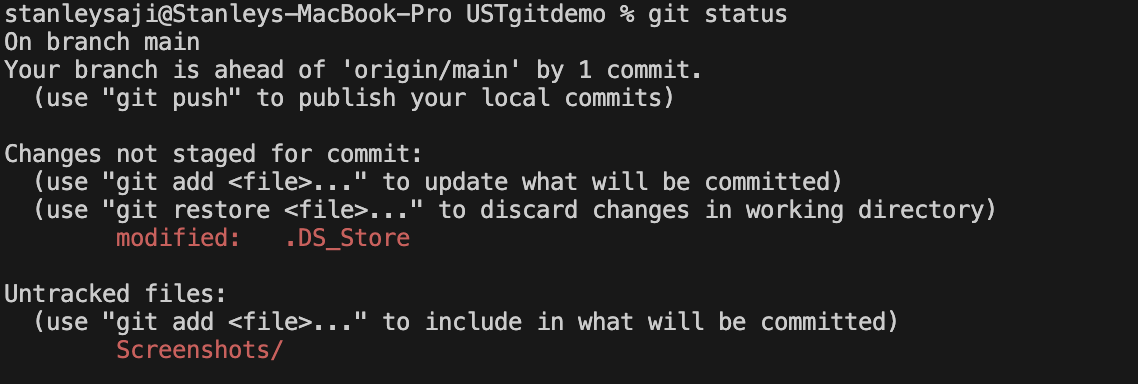 stanleysaji@Stanleys-MacBook-Pro USTgitdemo % git status
On branch main
Your branch is ahead of 'origin/main' by 1 commit.
  (use "git push" to publish your local commits)

Changes not staged for commit:
  (use "git add <file>..." to update what will be committed)
  (use "git restore <file>..." to discard changes in working directory)
        modified:   .DS_Store

Untracked files:
  (use "git add <file>..." to include in what will be committed)
        Screenshots/